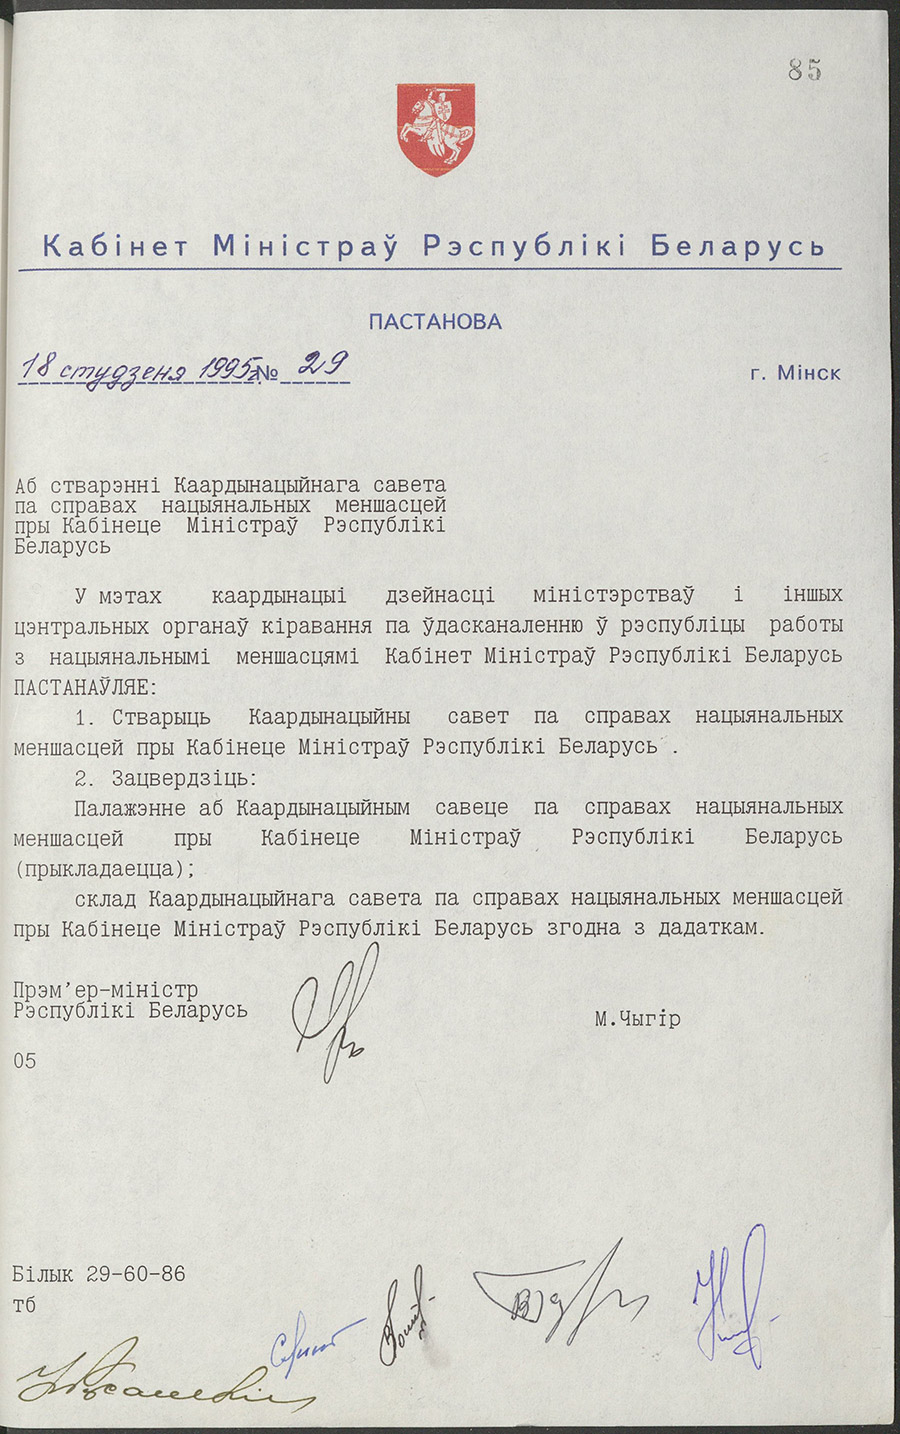 85
Кабінет Міністраў Рэспублікі Беларусь
ПАСТАНОВА
18 студзеня 1995г. № 29
г. Мінск
Аб стварэнні Каардынацыйнага савета
па справах нацыянальных меншасцей
пры Кабінеце Міністраў Рэспублікі
Беларусь
У мэтах каардынацыі дзейнасці міністэрстваў і іншых
цэнтральных органаў кіравання па ўдасканаленню ў рэспубліцы работы
з нацыянальнымі меншасцямі Кабінет Міністраў Рэспублікі Беларусь
ПАСТАНАЎЛЯЕ:
1. Стварыць Каардынацыйны савет па справах нацыянальных
меншасцей пры Кабінеце Міністраў Рэспублікі Беларусь .
2. Зацвердзіць:
Палажэнне аб Каардынацыйным савеце па справах нацыянальных
меншасцей пры Кабінеце Міністраў Рэспублікі Беларусь
(прыкладаецца);
склад Каардынацыйнага савета па справах нацыянальных меншасцей
пры Кабінеце Міністраў Рэспублікі Беларусь згодна з дадаткам.
Прэм'ер-міністр
Рэспублікі Беларусь
М.Чыгір
05
Білык 29-60-86
тб